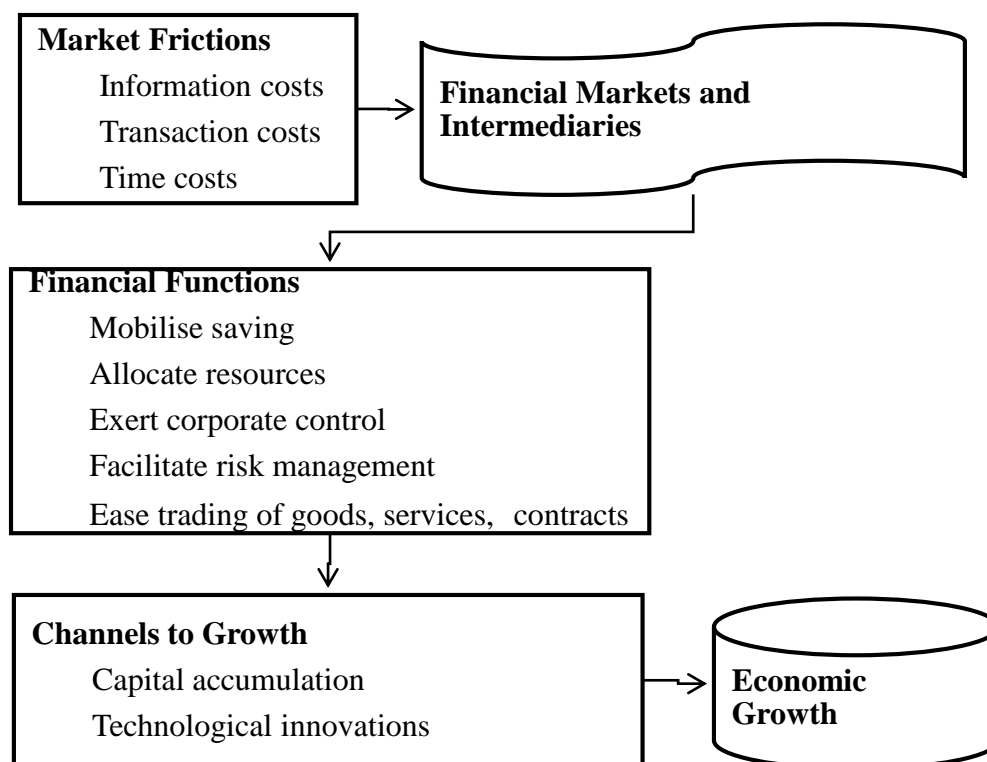 Market Frictions
Information costs
Transaction costs
Time costs
Financial Markets and
Intermediaries
Financial Functions
Mobilise saving
Allocate resources
Exert corporate control
Facilitate risk management
Ease trading of goods, services, contracts
Channels to Growth
Capital accumulation
Technological innovations
Economic
Growth